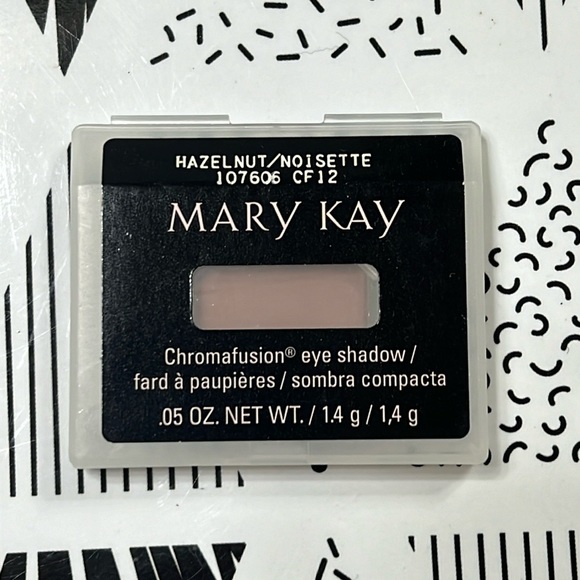 HAZELNUT/NOISETTE
107606 CF12
MARY KAY
Chromafusion® eye shadow /
fard à paupières / sombra compacta
.05 OZ. NET WT. / 1.4 g / 1,4 g